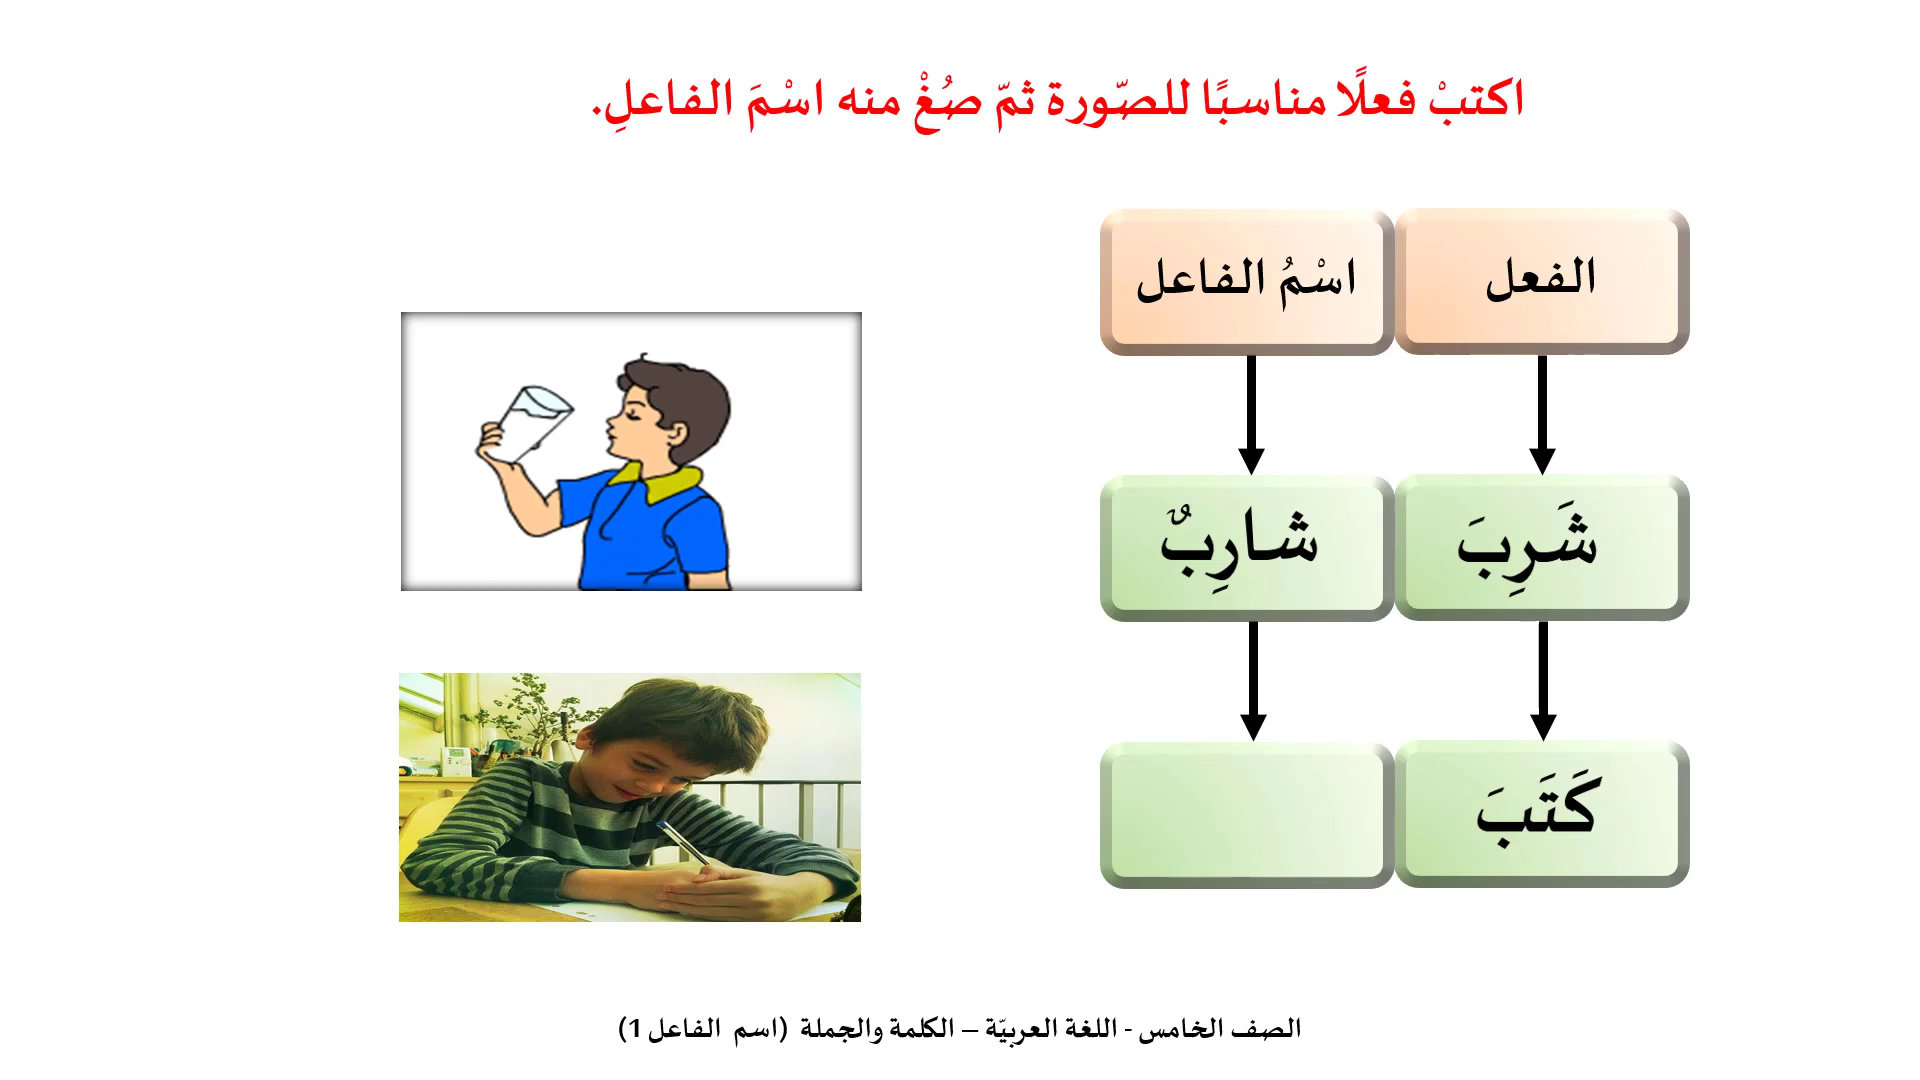 اكتبْ فعلًا مناسبًا للصّورة ثمّ صُغْ منه اسْمَ الفاعلِ.
الفعل
اسْمُ الفاعل
شَرِبَ
شارِبٌ
كَتَبَ
الصف الخامس - اللغة العربيّة – الكلمة والجملة (اسم الفاعل 1)